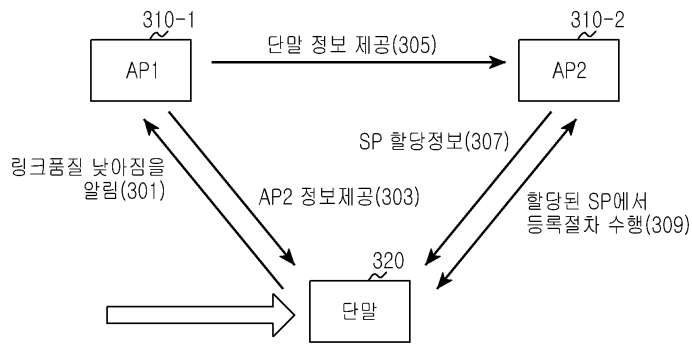 310-1
310-2
AP1
단말 정보 제공(305)
AP2
링크품질 낮아짐을
알림(301)
AP2 정보제공(303)
SP 할당정보(307)
할당된 SP에서
등록절차 수행(309)
320
단말